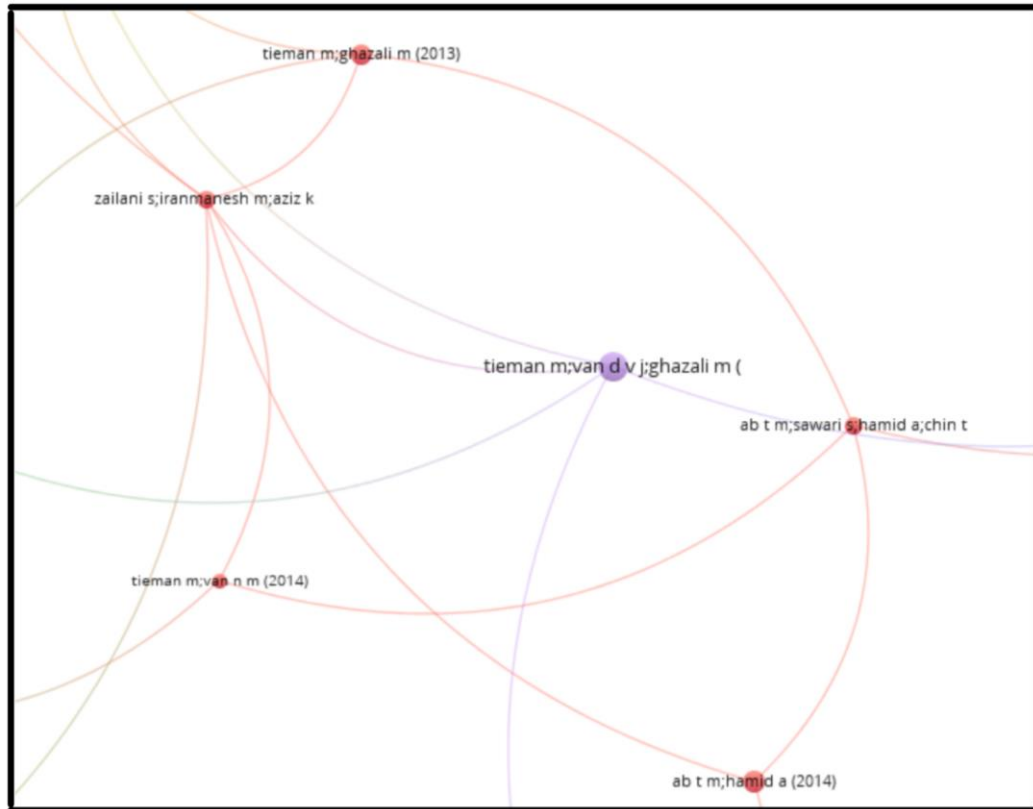 tieman m;ghazali m (2013)
zailani s;iranmanesh m;aziz k
tieman m;van d v j;ghazali m (
ab t m;sawari s;hamid a;chin t
tieman m;van n m (2014)
ab t m;hamid a (2014)